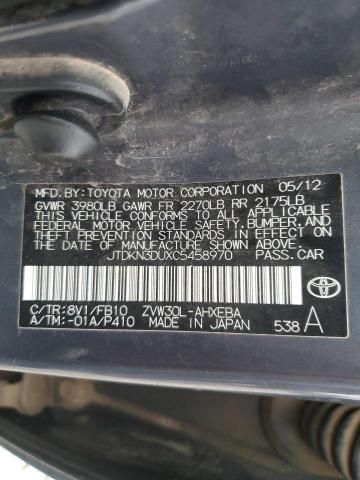 MFD.BY:TOYOTA MOTOR CORPORATION 05/12
GVWR 3980LB GAWR FR 2270LB RR 2175LB
THIS VEHICLE CONFORMS TO ALL APPLICABLE
FEDERAL MOTOR VEHICLE SAFETY,BUMPER,AND
THEFT PREVENTION STANDARDS IN EFFECT ON
THE DATE OF MANUFACTURE SHOWN ABOVE.
JTDKN3DUXC5458970 PASS.CAR
C/TR:8V1/FB10 ZVW30L-AHXEBA
A/TM:-01A/P410 MADE IN JAPAN 538 A
TOYOTA